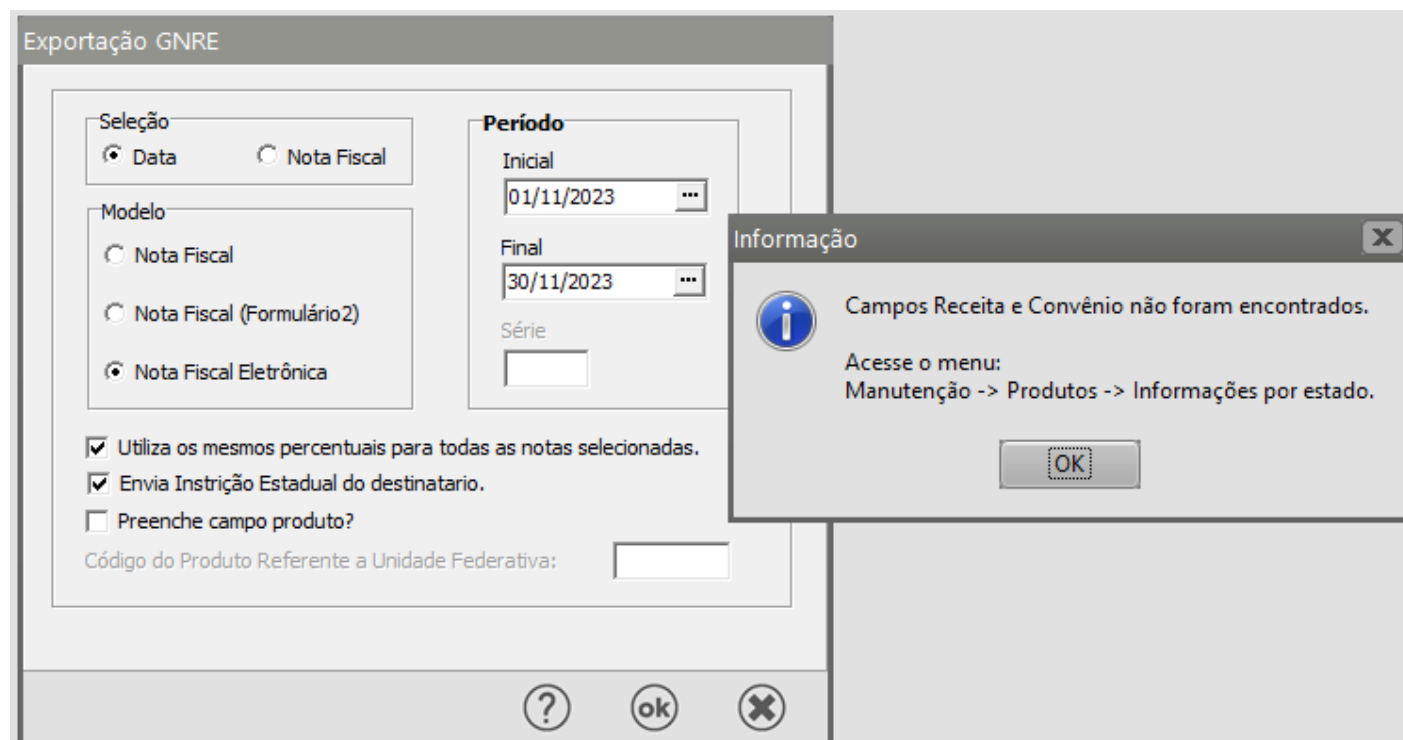 Exportação GNRE
Seleção
Data
Nota Fiscal
Modelo
Nota Fiscal
Nota Fiscal (Formulário2)
Nota Fiscal Eletrônica
Período
Inicial
01/11/2023
...
Final
30/11/2023
...
Série
Utiliza os mesmos percentuais para todas as notas selecionadas.
Envia Instrição Estadual do destinatario.
Preenche campo produto?
Código do Produto Referente a Unidade Federativa:
?
ok
Informação
Campos Receita e Convênio não foram encontrados.
Acesse o menu:
Manutenção -> Produtos -> Informações por estado.
OK